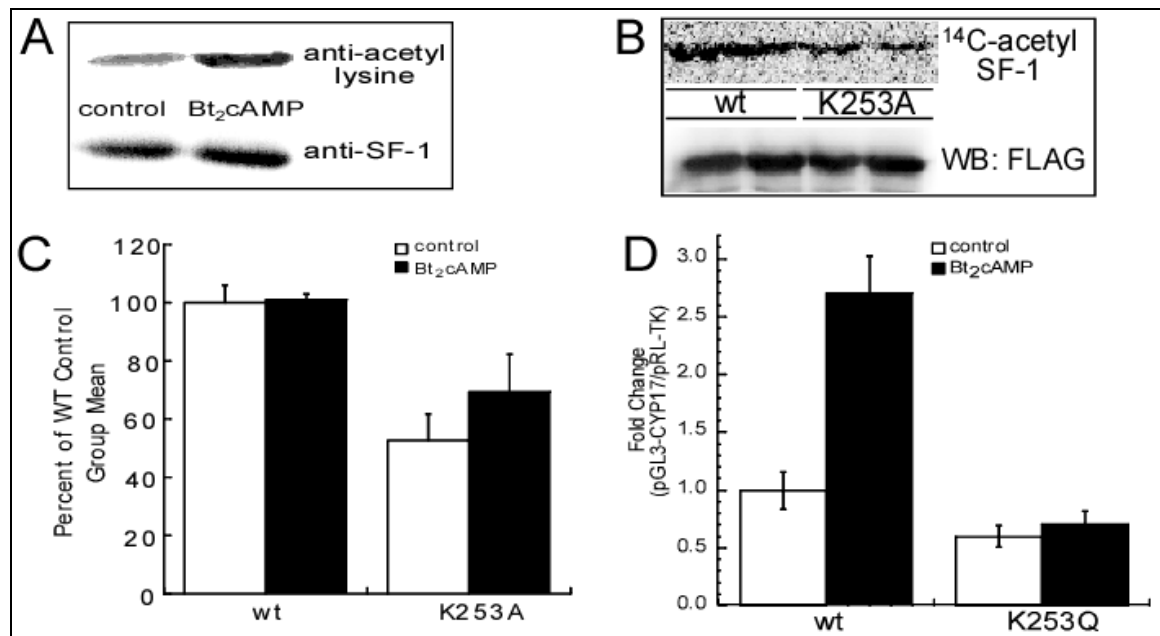 A
anti-acetyl
lysine
control Bt₂cAMP
anti-SF-1
B
¹⁴C-acetyl
SF-1
wt K253A
WB: FLAG
C
control
Bt₂cAMP
Percent of WT Control
Group Mean
120
100
80
60
40
20
0
wt K253A
D
control
Bt₂cAMP
Fold Change
(pGL3-CYP17/pRL-TK)
3.0
2.5
2.0
1.5
1.0
0.5
0.0
wt K253Q